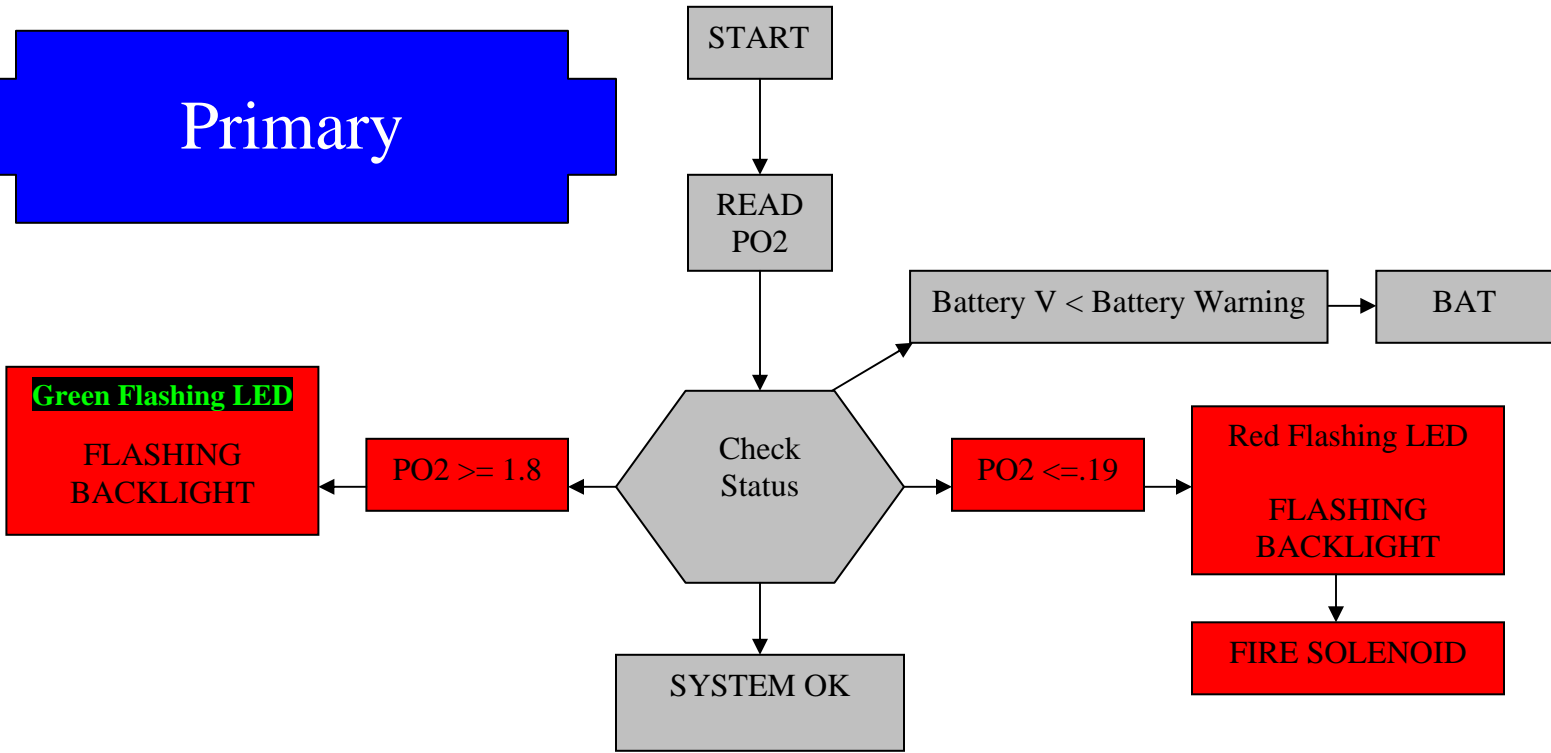 Primary
START
READ
PO2
Battery V < Battery Warning
BAT
Green Flashing LED
FLASHING
BACKLIGHT
PO2 >= 1.8
Check
Status
PO2 <=.19
Red Flashing LED
FLASHING
BACKLIGHT
FIRE SOLENOID
SYSTEM OK